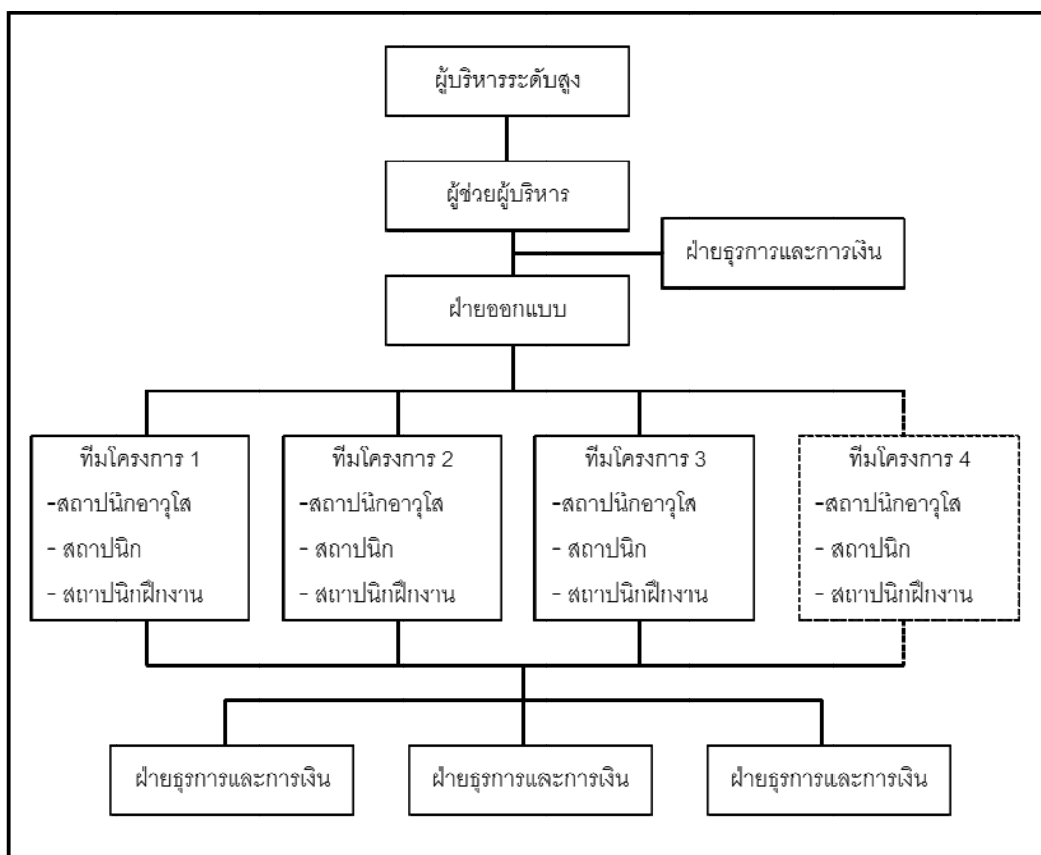 ผู้บริหารระดับสูง
ผู้ช่วยผู้บริหาร
ฝ่ายธุรการและการเงิน
ฝ่ายออกแบบ
ทีมโครงการ 1
-สถาปนิกอาวุโส
- สถาปนิก
- สถาปนิกฝึกงาน
ทีมโครงการ 2
-สถาปนิกอาวุโส
- สถาปนิก
- สถาปนิกฝึกงาน
ทีมโครงการ 3
-สถาปนิกอาวุโส
- สถาปนิก
- สถาปนิกฝึกงาน
ทีมโครงการ 4
-สถาปนิกอาวุโส
- สถาปนิก
- สถาปนิกฝึกงาน
ฝ่ายธุรการและการเงิน
ฝ่ายธุรการและการเงิน
ฝ่ายธุรการและการเงิน